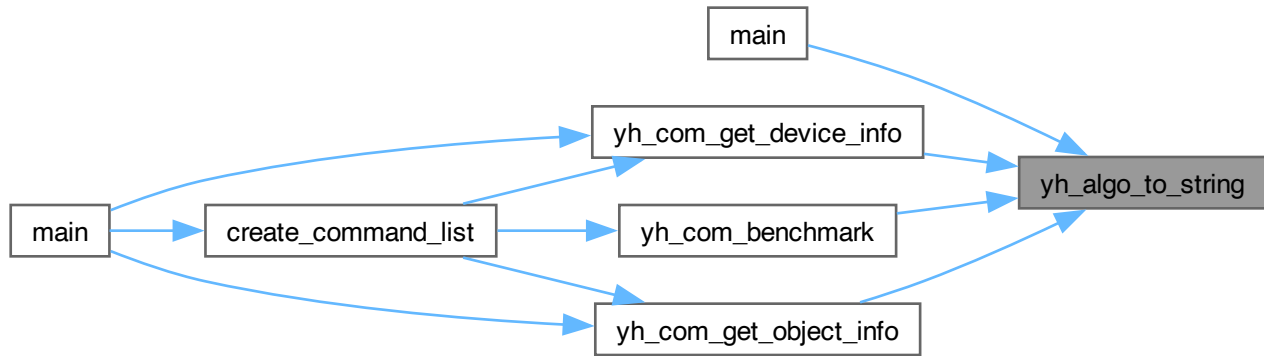 main
yh_com_get_device_info
yh_algo_to_string
main
create_command_list
yh_com_benchmark
yh_com_get_object_info